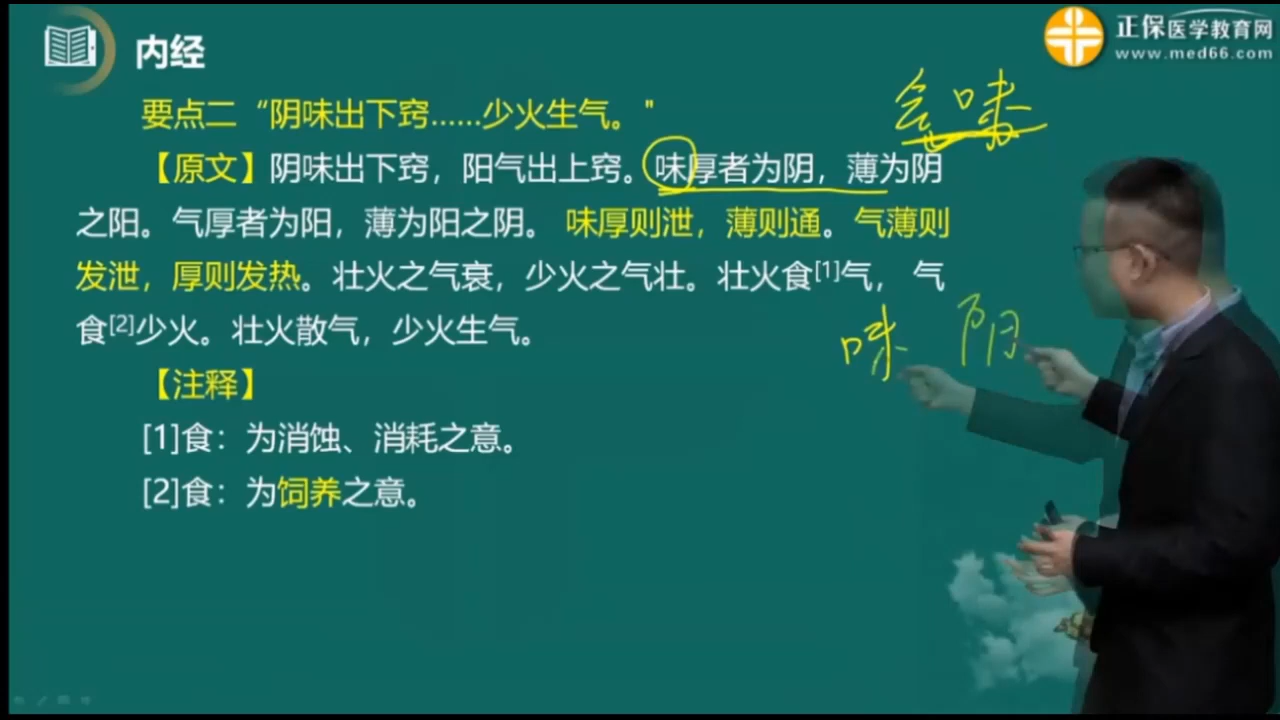 内经
正保医学教育网
www.med66.com
要点二“阴味出下窍……少火生气。"
气味
【原文】阴味出下窍，阳气出上窍。味厚者为阴，薄为阴
之阳。气厚者为阳，薄为阳之阴。 味厚则泄，薄则通。气薄则
发泄，厚则发热。壮火之气衰，少火之气壮。壮火食[1]气， 气
食[2]少火。壮火散气，少火生气。
味 阴
【注释】
[1]食：为消蚀、消耗之意。
[2]食：为饲养之意。